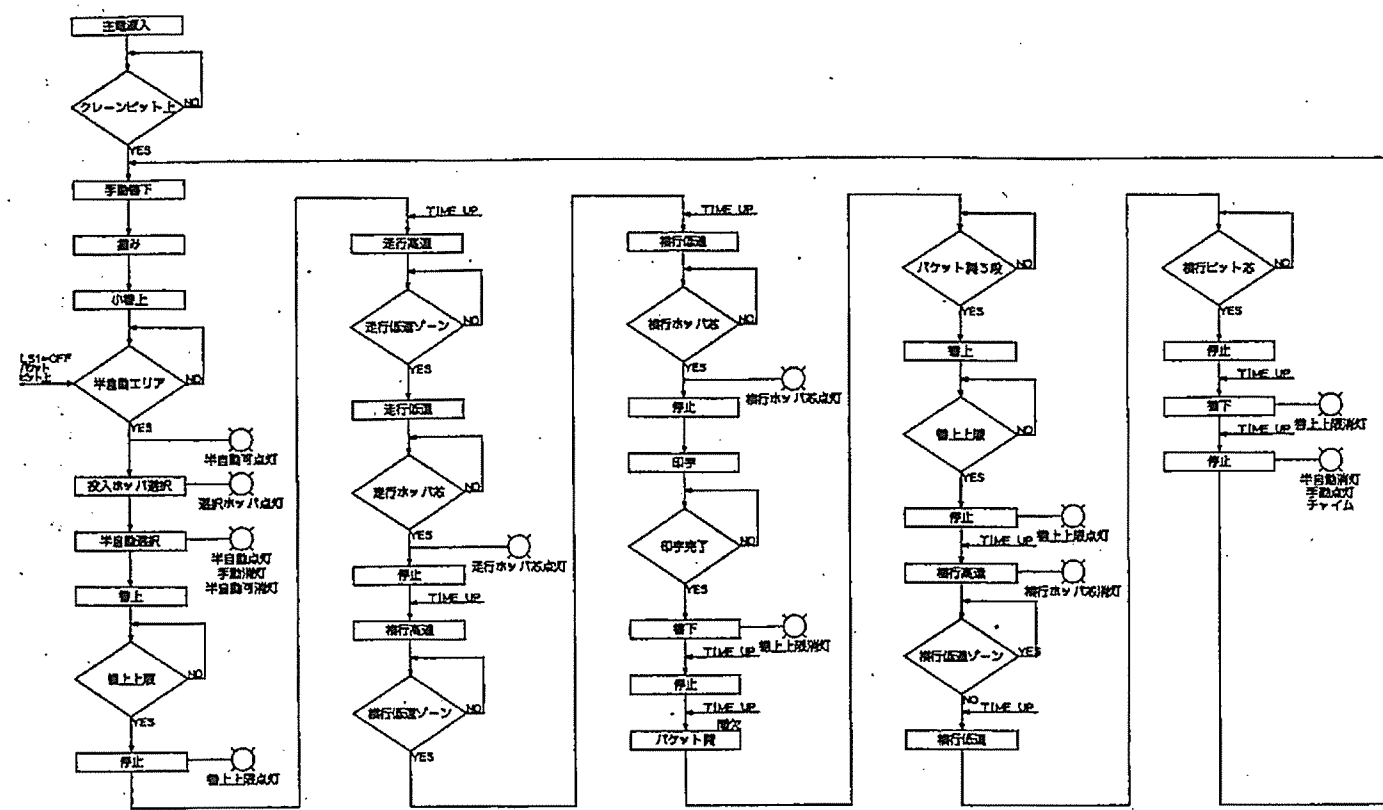 主電源入
クレーンピット上
NO
YES
手動巻下
掴み
小巻上
LS1=OFF
バケット
ピット上
半自動エリア
NO
YES
半自動可点灯
投入ホッパ選択
選択ホッパ点灯
半自動選択
半自動点灯
手動消灯
半自動可消灯
巻上
巻上上限
NO
YES
停止
巻上上限点灯
TIME UP
走行高速
走行低速ゾーン
NO
YES
走行低速
走行ホッパ芯
NO
YES
走行ホッパ芯点灯
停止
TIME UP
横行高速
横行低速ゾーン
NO
YES
TIME UP
横行低速
横行ホッパ芯
NO
YES
横行ホッパ芯点灯
停止
印字
印字完了
NO
YES
巻下
巻上上限消灯
TIME UP
停止
TIME UP
間欠
バケット開
バケット開3段
NO
YES
巻上
巻上上限
NO
YES
停止
巻上上限点灯
TIME UP
横行高速
横行ホッパ芯消灯
横行低速ゾーン
YES
NO
TIME UP
横行低速
横行ピット芯
NO
YES
停止
TIME UP
巻下
巻上上限消灯
TIME UP
停止
半自動消灯
手動点灯
チャイム